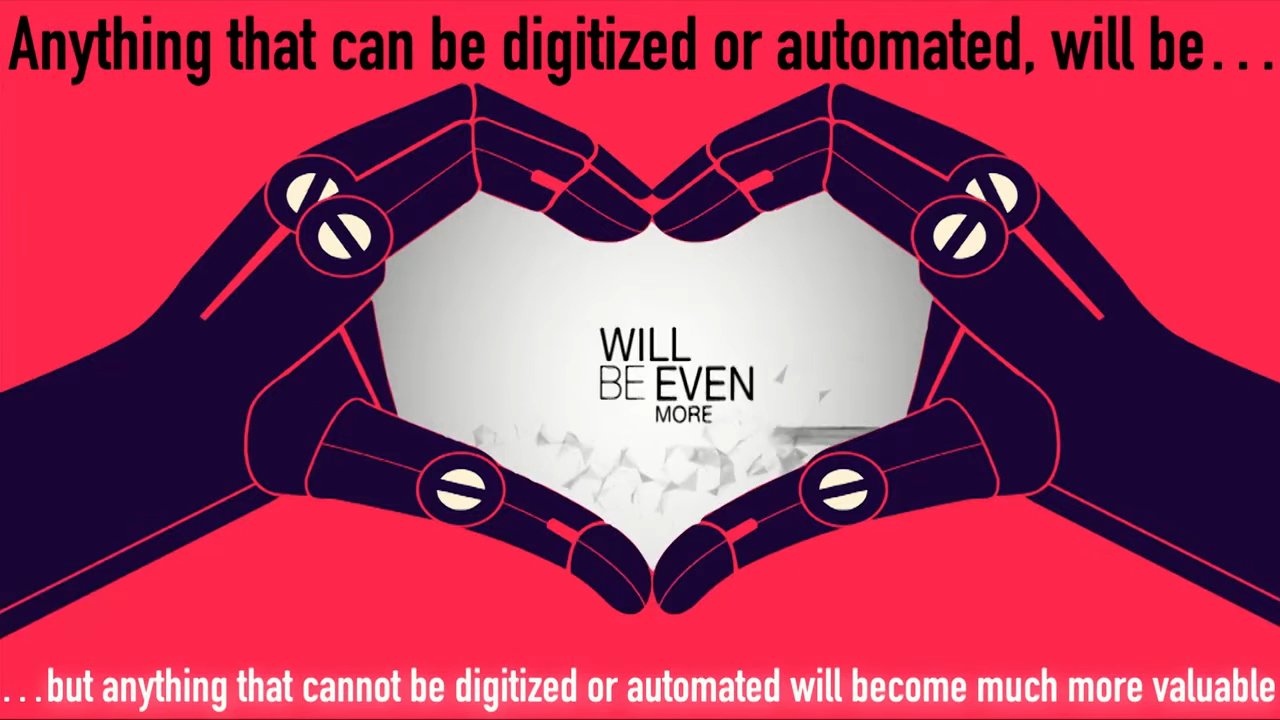 Anything that can be digitized or automated, will be...
WILL
BE EVEN
MORE
...but anything that cannot be digitized or automated will become much more valuable